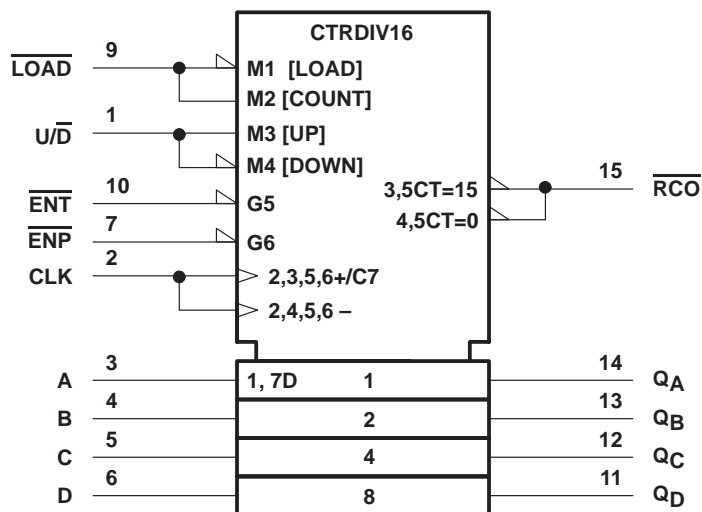 CTRDIV16
LOAD 9 M1 [LOAD]
M2 [COUNT]
U/D 1 M3 [UP]
M4 [DOWN]
ENT 10 G5 3,5CT=15 15 RCO
ENP 7 G6 4,5CT=0
CLK 2 2,3,5,6+/C7
2,4,5,6 –
A 3 1, 7D 1 14 QA
B 4 2 13 QB
C 5 4 12 QC
D 6 8 11 QD